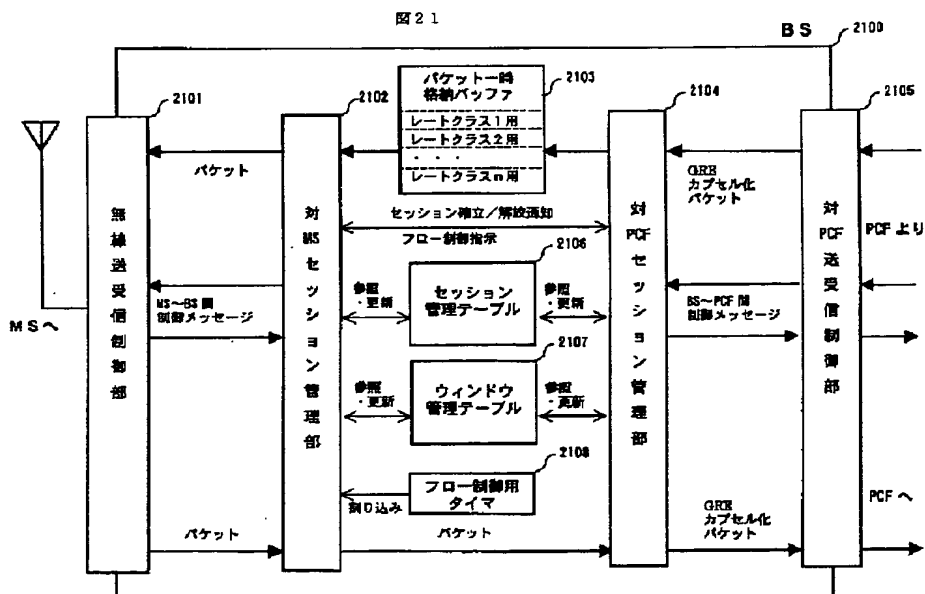 図21
BS
2100
2101
2102
2103
2104
2105
パケット一時
格納バッファ
レートクラス1用
レートクラス2用
・・・
レートクラスm用
パケット
GRE
カプセル化
パケット
無線送受信制御部
対MSセッション管理部
対PCFセッション管理部
対PCF送受信制御部
セッション確立／解放通知
フロー制御指示
PCFより
2106
セッション
管理テーブル
参照
・更新
参照
・更新
MS～BS間
制御メッセージ
BS～PCF間
制御メッセージ
MSへ
2107
ウィンドウ
管理テーブル
参照
・更新
参照
・更新
2108
フロー制御用
タイマ
割り込み
PCFへ
パケット
パケット
GRE
カプセル化
パケット